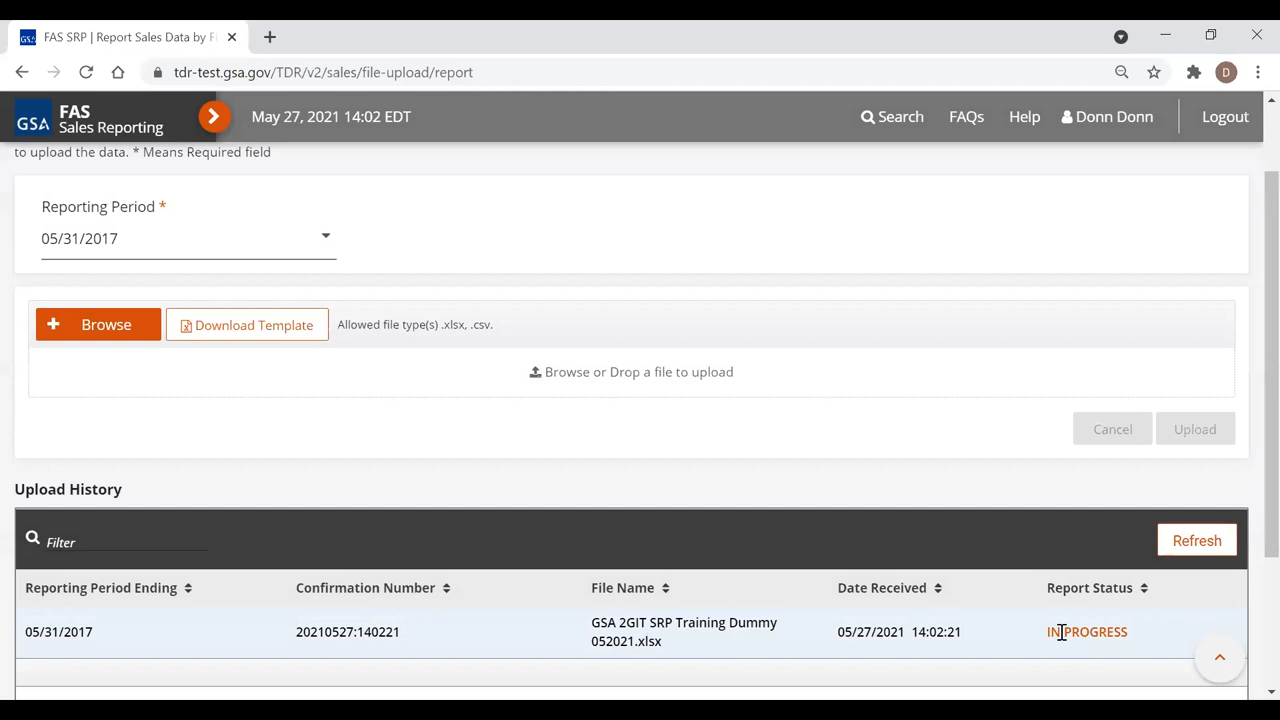 FAS SRP | Report Sales Data by F
tdr-test.gsa.gov/TDR/v2/sales/file-upload/report
D
GSA
FAS
Sales Reporting
May 27, 2021 14:02 EDT
Search
FAQs
Help
Donn Donn
Logout
to upload the data. * Means Required field
Reporting Period *
05/31/2017
Browse
Download Template
Allowed file type(s) .xlsx, .csv.
Browse or Drop a file to upload
Cancel
Upload
Upload History
Filter
Refresh
Reporting Period Ending
Confirmation Number
File Name
Date Received
Report Status
05/31/2017
20210527:140221
GSA 2GIT SRP Training Dummy
052021.xlsx
05/27/2021 14:02:21
IN PROGRESS